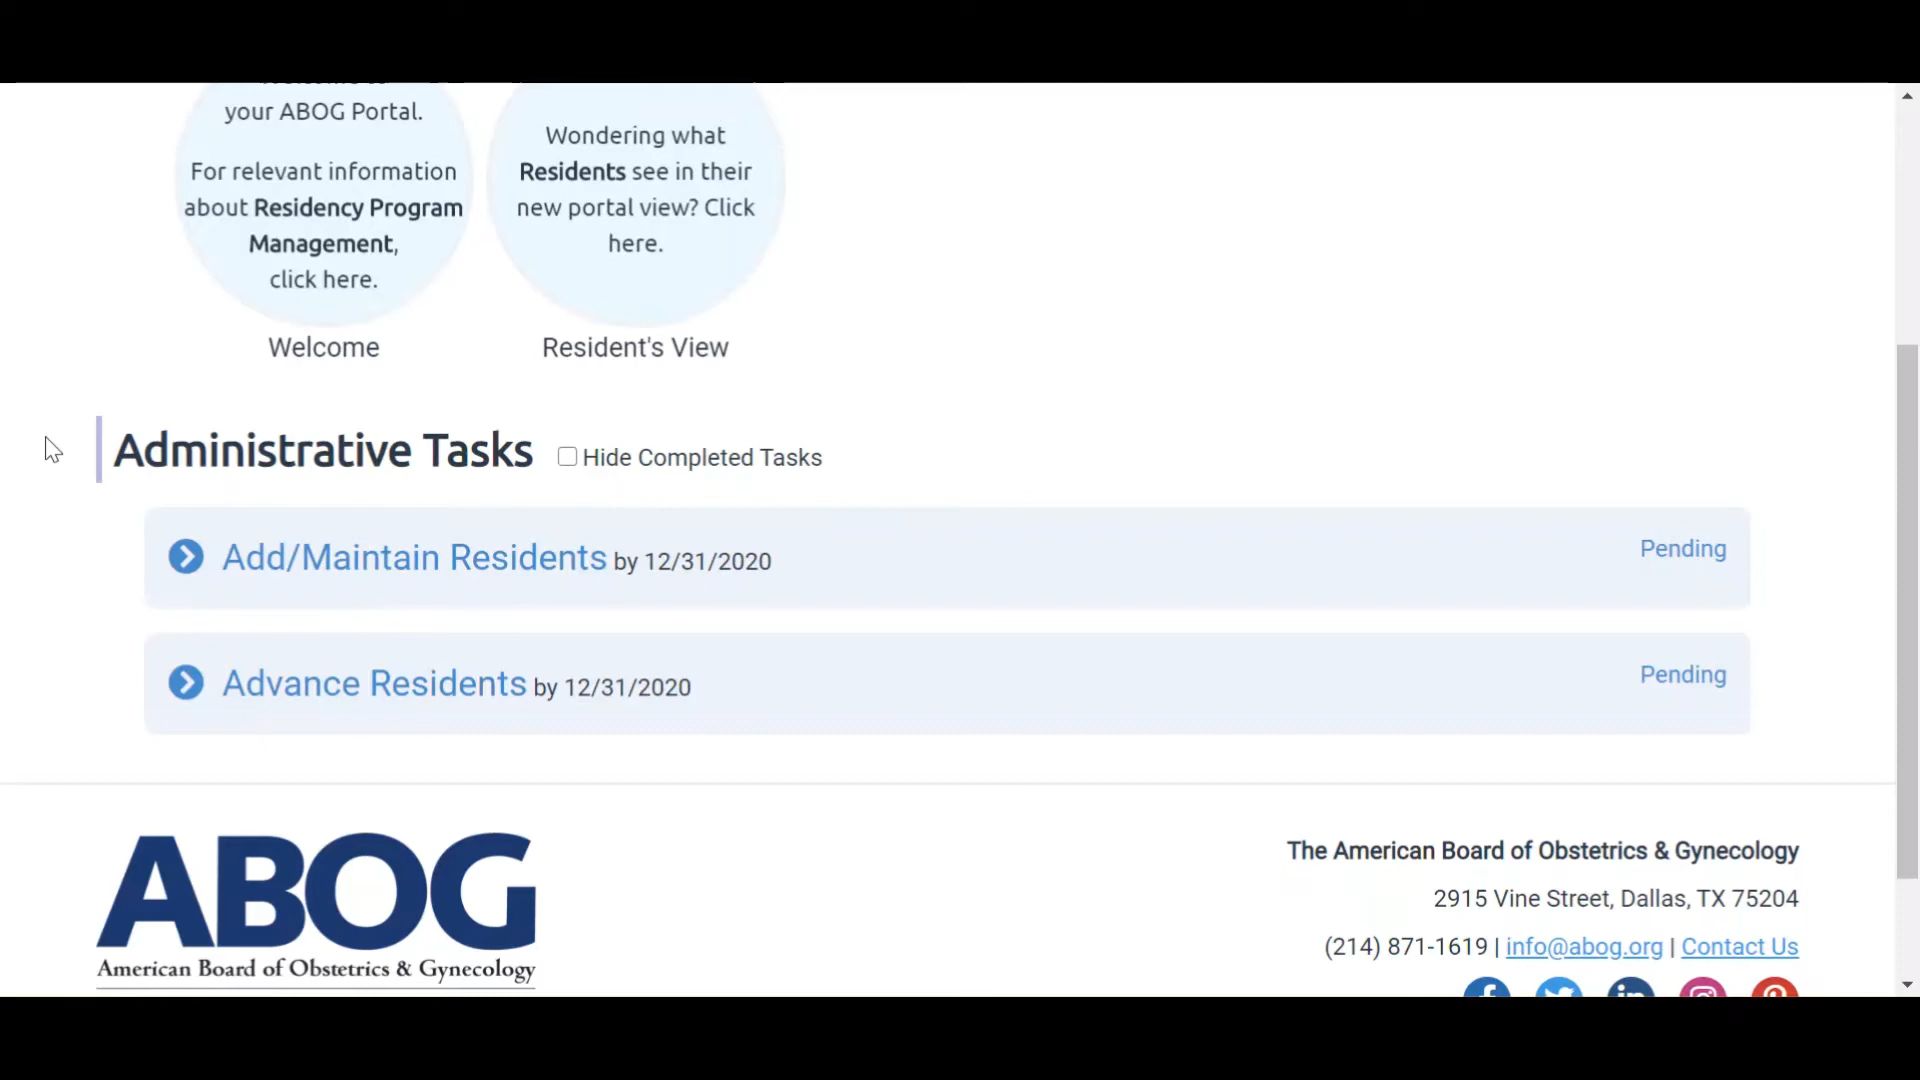 your ABOG Portal.
For relevant information
about Residency Program
Management,
click here.
Welcome
Wondering what
Residents see in their
new portal view? Click
here.
Resident's View
Administrative Tasks
Hide Completed Tasks
Add/Maintain Residents by 12/31/2020
Pending
Advance Residents by 12/31/2020
Pending
ABOG
American Board of Obstetrics & Gynecology
The American Board of Obstetrics & Gynecology
2915 Vine Street, Dallas, TX 75204
(214) 871-1619 | info@abog.org | Contact Us